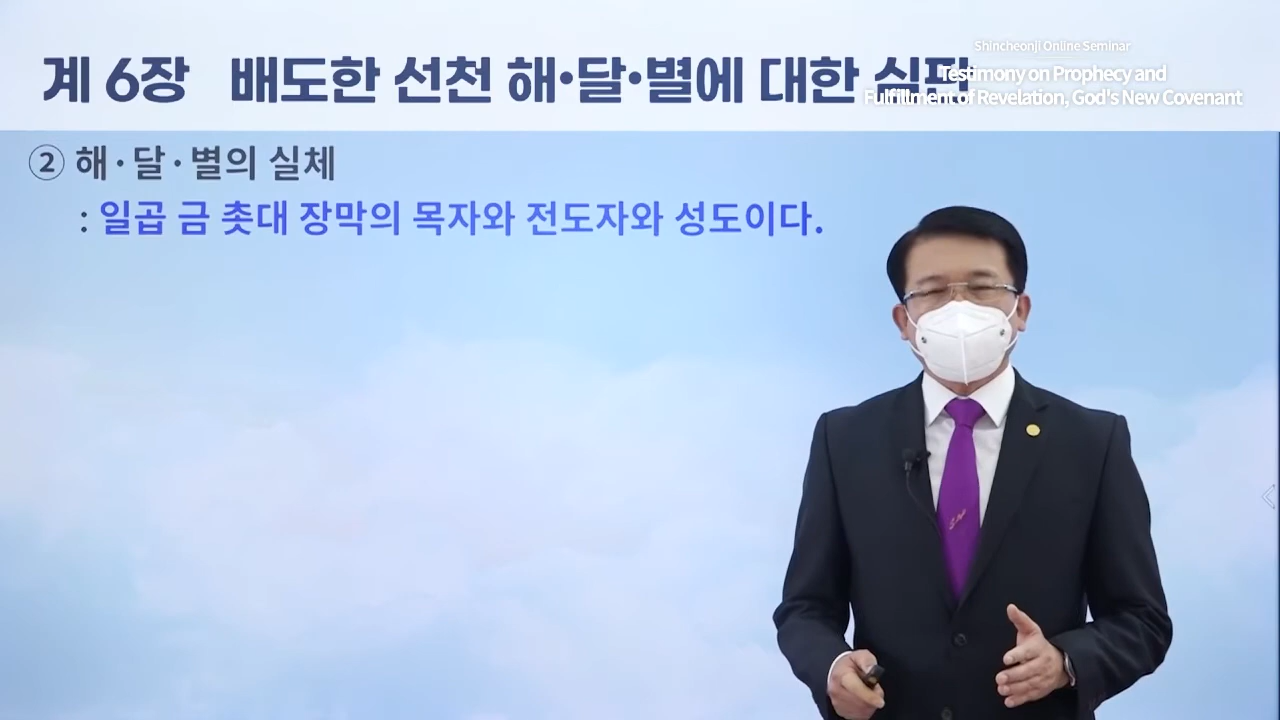 계 6장 배도한 선천 해·달·별에 대한 심판
Shincheonji Online Seminar
Testimony on Prophecy and
Fulfillment of Revelation, God's New Covenant
② 해·달·별의 실체
: 일곱 금 촛대 장막의 목자와 전도자와 성도이다.